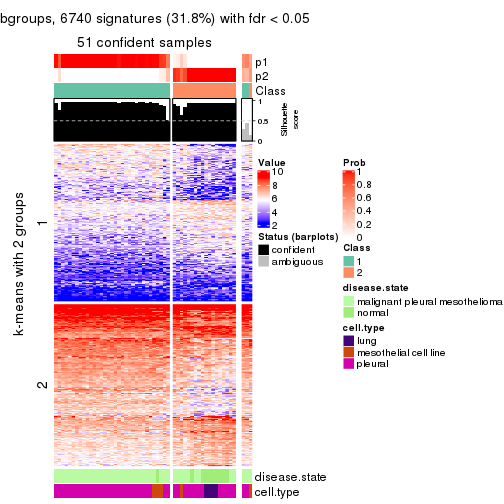 bgroups, 6740 signatures (31.8%) with fdr < 0.05
51 confident samples
p1
p2
Class
1
0.5
0
Silhouette
score
k-means with 2 groups
1
2
Value
10
8
6
4
2
Status (barplots)
confident
ambiguous
Prob
1
0.8
0.6
0.4
0.2
0
Class
1
2
disease.state
malignant pleural mesothelioma
normal
cell.type
lung
mesothelial cell line
pleural
disease.state
cell.type